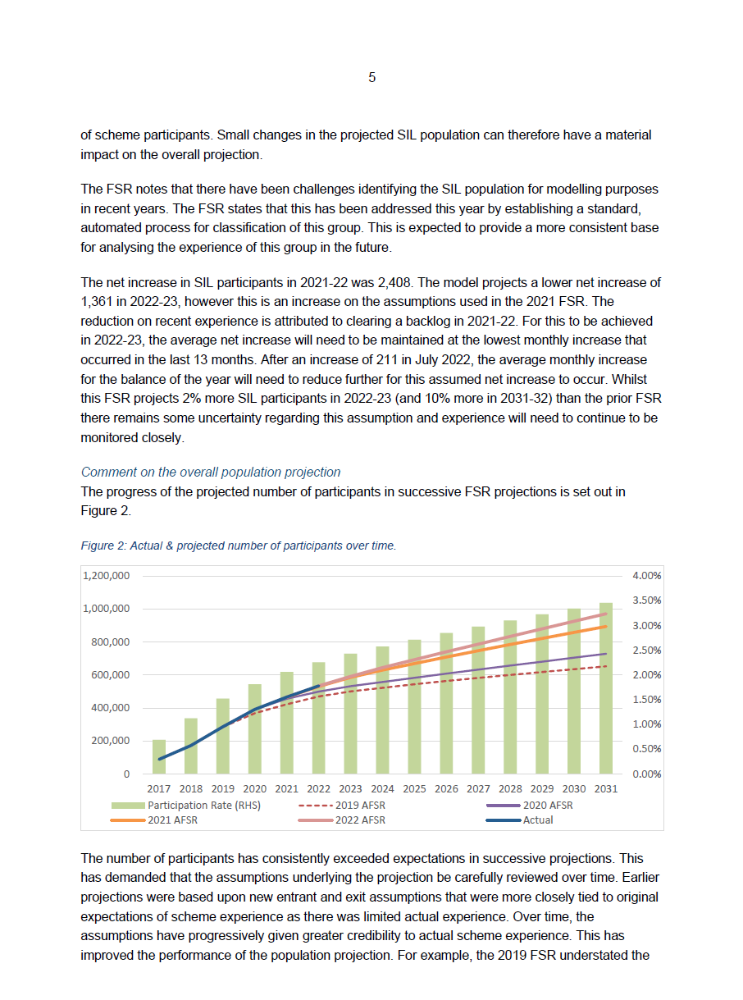 5
of scheme participants. Small changes in the projected SIL population can therefore have a material
impact on the overall projection.
The FSR notes that there have been challenges identifying the SIL population for modelling purposes
in recent years. The FSR states that this has been addressed this year by establishing a standard,
automated process for classification of this group. This is expected to provide a more consistent base
for analysing the experience of this group in the future.
The net increase in SIL participants in 2021-22 was 2,408. The model projects a lower net increase of
1,361 in 2022-23, however this is an increase on the assumptions used in the 2021 FSR. The
reduction on recent experience is attributed to clearing a backlog in 2021-22. For this to be achieved
in 2022-23, the average net increase will need to be maintained at the lowest monthly increase that
occurred in the last 13 months. After an increase of 211 in July 2022, the average monthly increase
for the balance of the year will need to reduce further for this assumed net increase to occur. Whilst
this FSR projects 2% more SIL participants in 2022-23 (and 10% more in 2031-32) than the prior FSR
there remains some uncertainty regarding this assumption and experience will need to continue to be
monitored closely.
Comment on the overall population projection
The progress of the projected number of participants in successive FSR projections is set out in
Figure 2.
Figure 2: Actual & projected number of participants over time.
1,200,000 4.00%
3.50%
1,000,000
3.00%
800,000
2.50%
600,000 2.00%
1.50%
400,000
1.00%
200,000
0.50%
0 0.00%
2017 2018 2019 2020 2021 2022 2023 2024 2025 2026 2027 2028 2029 2030 2031
Participation Rate (RHS) 2019 AFSR 2020 AFSR
2021 AFSR 2022 AFSR Actual
The number of participants has consistently exceeded expectations in successive projections. This
has demanded that the assumptions underlying the projection be carefully reviewed over time. Earlier
projections were based upon new entrant and exit assumptions that were more closely tied to original
expectations of scheme experience as there was limited actual experience. Over time, the
assumptions have progressively given greater credibility to actual scheme experience. This has
improved the performance of the population projection. For example, the 2019 FSR understated the